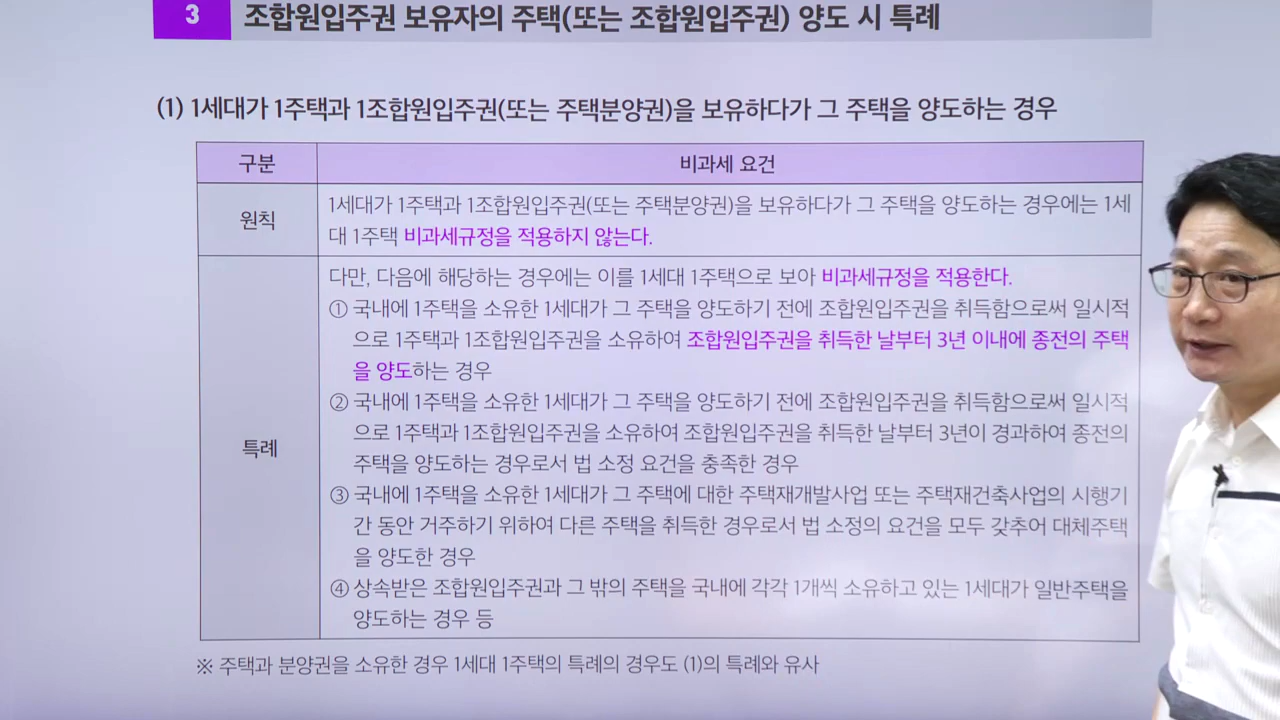 3 조합원입주권 보유자의 주택(또는 조합원입주권) 양도 시 특례
(1) 1세대가 1주택과 1조합원입주권(또는 주택분양권)을 보유하다가 그 주택을 양도하는 경우
구분 비과세 요건
원칙
1세대가 1주택과 1조합원입주권(또는 주택분양권)을 보유하다가 그 주택을 양도하는 경우에는 1세
대 1주택 비과세규정을 적용하지 않는다.
특례
다만, 다음에 해당하는 경우에는 이를 1세대 1주택으로 보아 비과세규정을 적용한다.
① 국내에 1주택을 소유한 1세대가 그 주택을 양도하기 전에 조합원입주권을 취득함으로써 일시적
으로 1주택과 1조합원입주권을 소유하여 조합원입주권을 취득한 날부터 3년 이내에 종전의 주택
을 양도하는 경우
② 국내에 1주택을 소유한 1세대가 그 주택을 양도하기 전에 조합원입주권을 취득함으로써 일시적
으로 1주택과 1조합원입주권을 소유하여 조합원입주권을 취득한 날부터 3년이 경과하여 종전의
주택을 양도하는 경우로서 법 소정 요건을 충족한 경우
③ 국내에 1주택을 소유한 1세대가 그 주택에 대한 주택재개발사업 또는 주택재건축사업의 시행기
간 동안 거주하기 위하여 다른 주택을 취득한 경우로서 법 소정의 요건을 모두 갖추어 대체주택
을 양도한 경우
④ 상속받은 조합원입주권과 그 밖의 주택을 국내에 각각 1개씩 소유하고 있는 1세대가 일반주택을
양도하는 경우 등
※ 주택과 분양권을 소유한 경우 1세대 1주택의 특례의 경우도 (1)의 특례와 유사